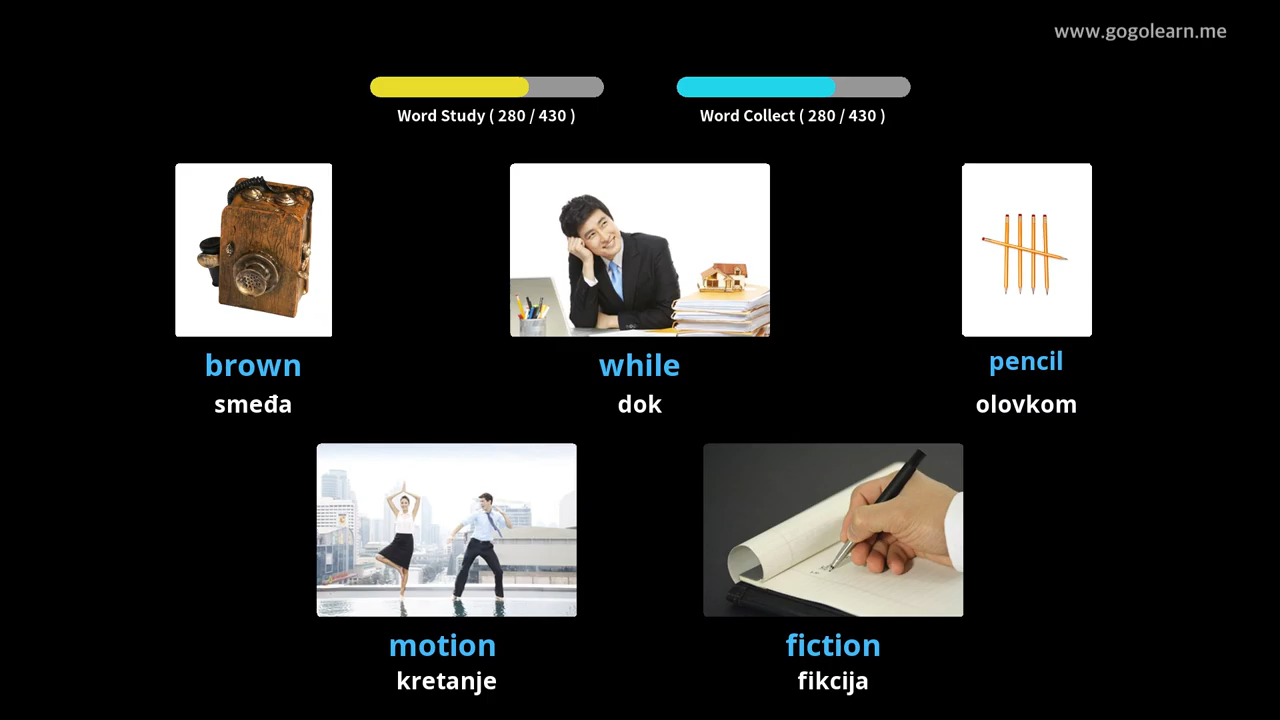 www.gogolearn.me
Word Study ( 280 / 430 )
Word Collect ( 280 / 430 )
brown
while
pencil
smeđa
dok
olovkom
motion
fiction
kretanje
fikcija